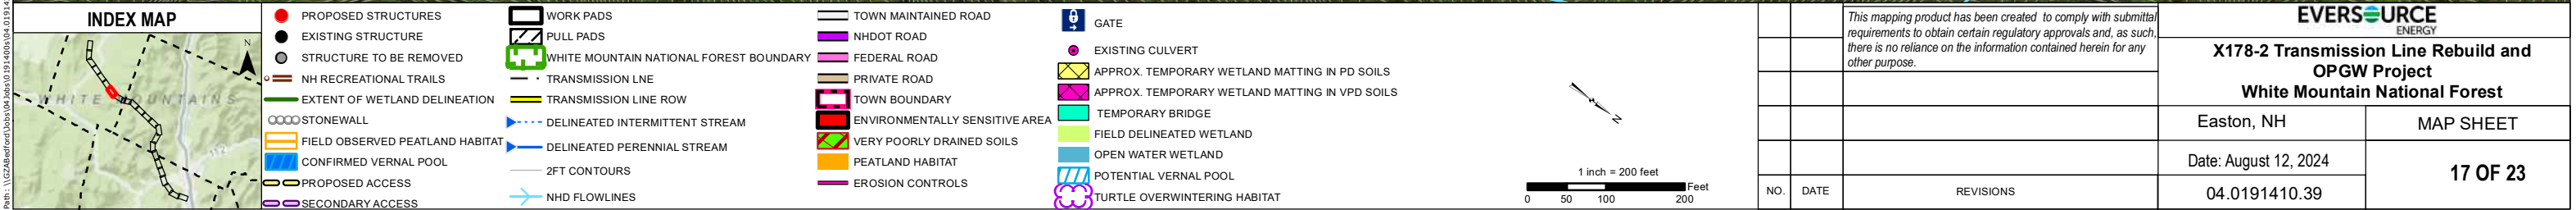 INDEX MAP
N
WHITE MOUNTAINS
112
PROPOSED STRUCTURES
EXISTING STRUCTURE
STRUCTURE TO BE REMOVED
NH RECREATIONAL TRAILS
EXTENT OF WETLAND DELINEATION
STONEWALL
FIELD OBSERVED PEATLAND HABITAT
CONFIRMED VERNAL POOL
PROPOSED ACCESS
SECONDARY ACCESS
WORK PADS
PULL PADS
WHITE MOUNTAIN NATIONAL FOREST BOUNDARY
TRANSMISSION LNE
TRANSMISSION LINE ROW
DELINEATED INTERMITTENT STREAM
DELINEATED PERENNIAL STREAM
2FT CONTOURS
NHD FLOWLINES
TOWN MAINTAINED ROAD
NHDOT ROAD
FEDERAL ROAD
PRIVATE ROAD
TOWN BOUNDARY
ENVIRONMENTALLY SENSITIVE AREA
VERY POORLY DRAINED SOILS
PEATLAND HABITAT
EROSION CONTROLS
GATE
EXISTING CULVERT
APPROX. TEMPORARY WETLAND MATTING IN PD SOILS
APPROX. TEMPORARY WETLAND MATTING IN VPD SOILS
TEMPORARY BRIDGE
FIELD DELINEATED WETLAND
OPEN WATER WETLAND
POTENTIAL VERNAL POOL
TURTLE OVERWINTERING HABITAT
N
1 inch = 200 feet
Feet
0 50 100 200
NO. DATE REVISIONS
This mapping product has been created to comply with submittal
requirements to obtain certain regulatory approvals and, as such,
there is no reliance on the information contained herein for any
other purpose.
EVERSOURCE
ENERGY
X178-2 Transmission Line Rebuild and
OPGW Project
White Mountain National Forest
Easton, NH
MAP SHEET
Date: August 12, 2024
17 OF 23
04.0191410.39